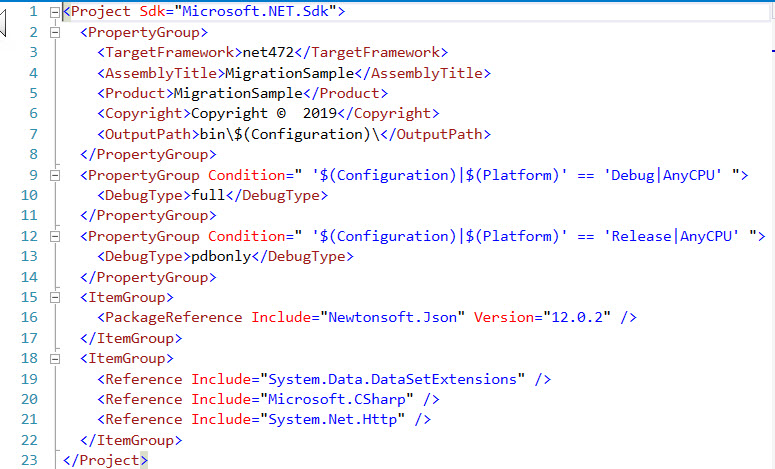 1 <Project Sdk="Microsoft.NET.Sdk">
2 <PropertyGroup>
3 <TargetFramework>net472</TargetFramework>
4 <AssemblyTitle>MigrationSample</AssemblyTitle>
5 <Product>MigrationSample</Product>
6 <Copyright>Copyright ©  2019</Copyright>
7 <OutputPath>bin\$(Configuration)\</OutputPath>
8 </PropertyGroup>
9 <PropertyGroup Condition=" '$(Configuration)|$(Platform)' == 'Debug|AnyCPU' ">
10 <DebugType>full</DebugType>
11 </PropertyGroup>
12 <PropertyGroup Condition=" '$(Configuration)|$(Platform)' == 'Release|AnyCPU' ">
13 <DebugType>pdbonly</DebugType>
14 </PropertyGroup>
15 <ItemGroup>
16 <PackageReference Include="Newtonsoft.Json" Version="12.0.2" />
17 </ItemGroup>
18 <ItemGroup>
19 <Reference Include="System.Data.DataSetExtensions" />
20 <Reference Include="Microsoft.CSharp" />
21 <Reference Include="System.Net.Http" />
22 </ItemGroup>
23 </Project>